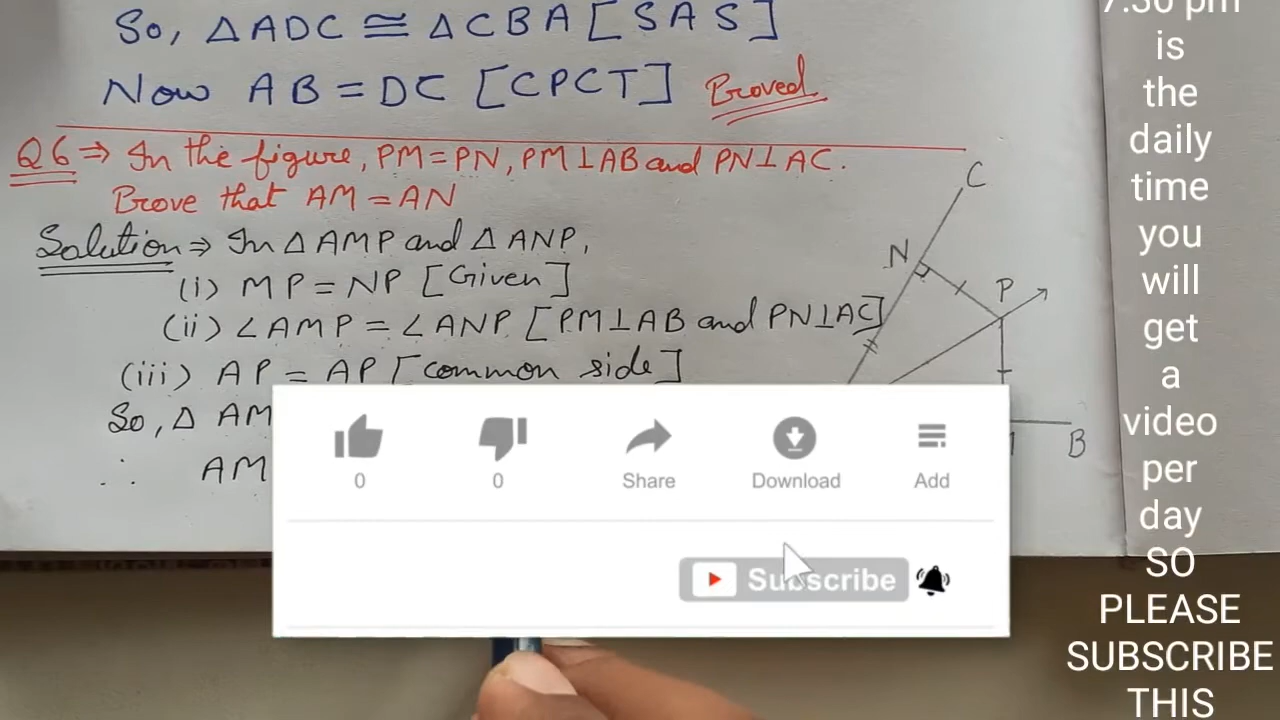 So, △ADC ≅ △CBA [SAS]
Now AB = DC [CPCT] Proved
Q6 ⇒ In the figure, PM = PN, PM ⊥ AB and PN ⊥ AC.
Prove that AM = AN
Solution ⇒ In △ AMP and △ ANP,
(i) MP = NP [Given]
(ii) ∠AMP = ∠ANP [PM⊥AB and PN⊥AC]
(iii) AP = AP [common side]
So, △ AM
∴ AM
C
N
P
B
0
0
Share
Download
Add
Subscribe
7:30 pm
is
the
daily
time
you
will
get
a
video
per
day
SO
PLEASE
SUBSCRIBE
THIS